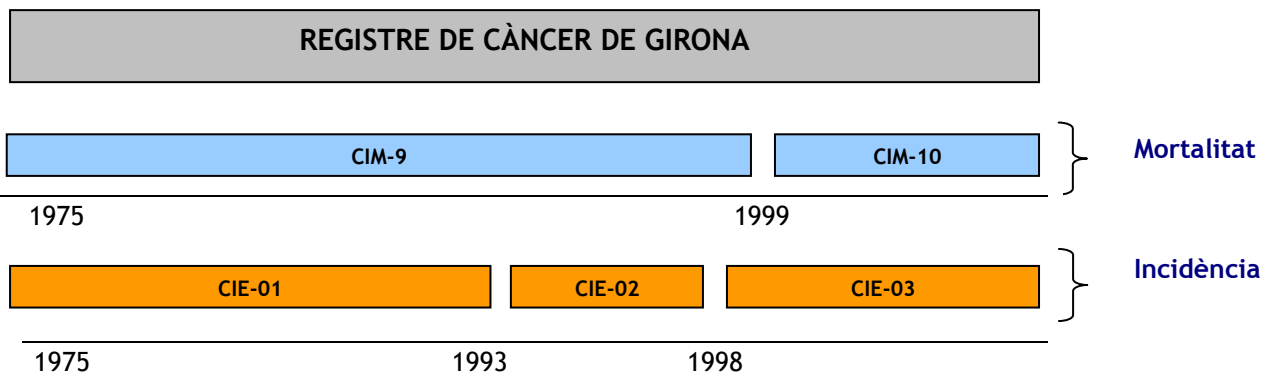 REGISTRE DE CÀNCER DE GIRONA
CIM-9
CIM-10
Mortalitat
1975
1999
Incidència
CIE-01
CIE-02
CIE-03
1975
1993
1998